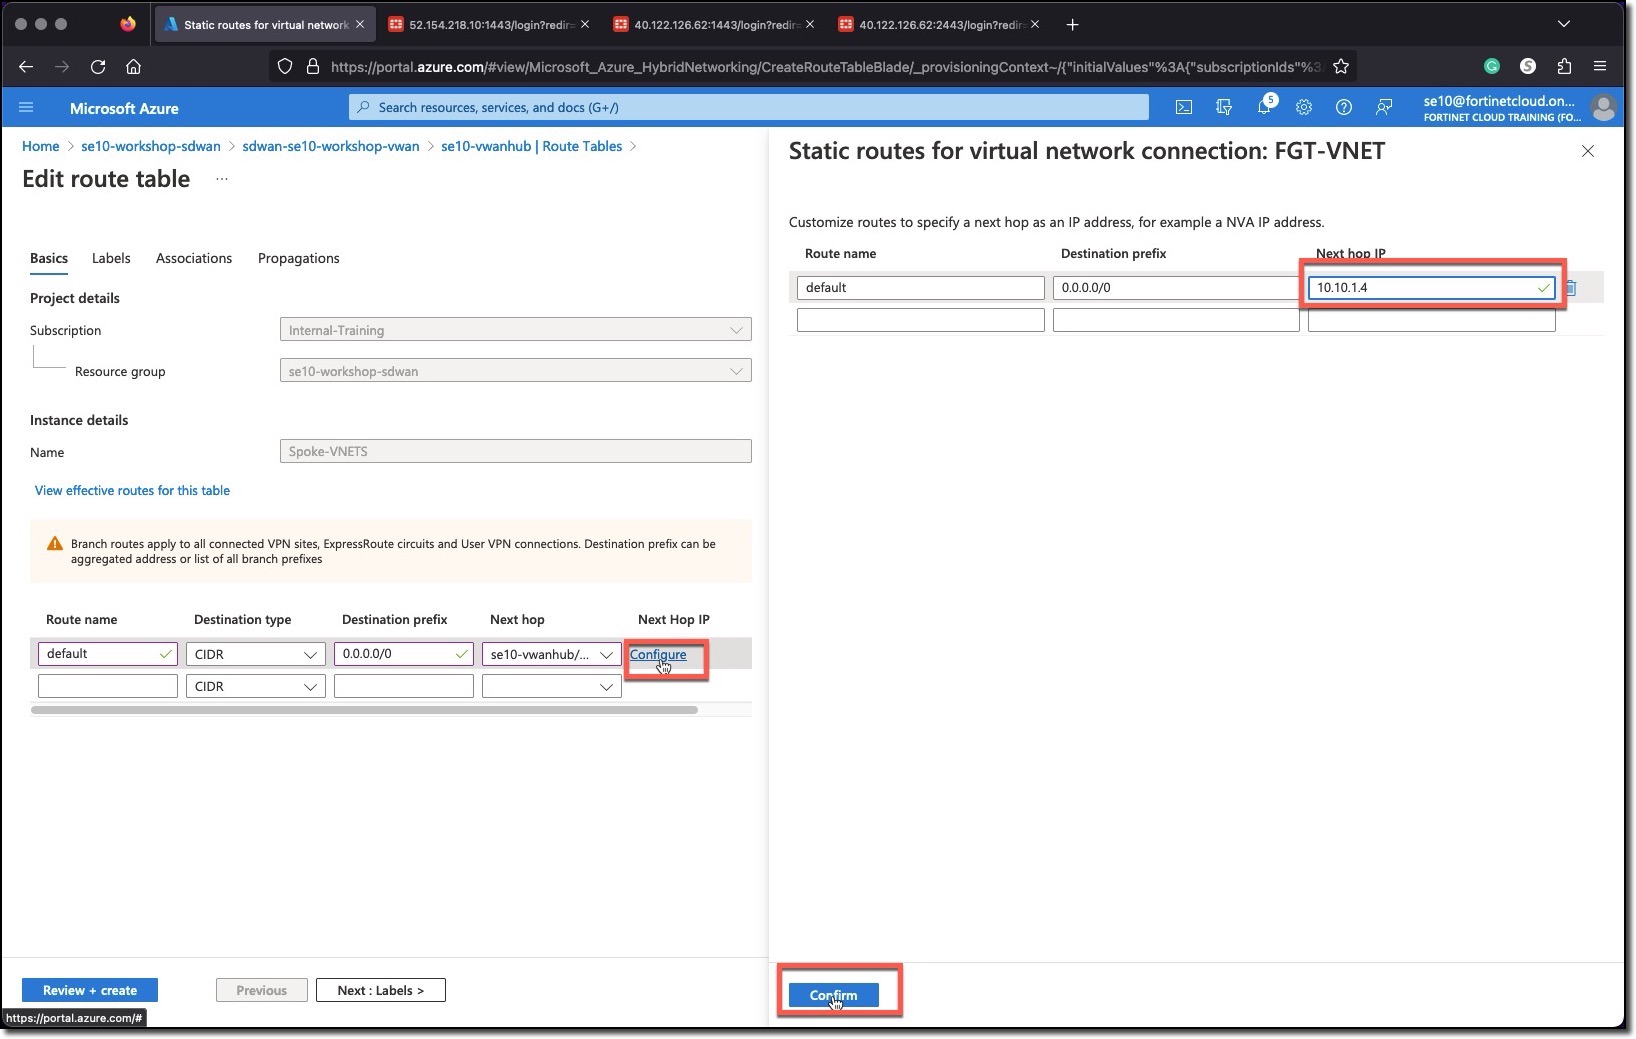 Static routes for virtual network
52.154.218.10:1443/login?redir=
40.122.126.62:1443/login?redir=
40.122.126.62:2443/login?redir=
https://portal.azure.com/#view/Microsoft_Azure_HybridNetworking/CreateRouteTableBlade/_provisioningContext~/{"initialValues"%3A{"subscriptionIds"%3
Microsoft Azure
Search resources, services, and docs (G+/)
5
se10@fortinetcloud.on...
FORTINET CLOUD TRAINING (FO...
Home > se10-workshop-sdwan > sdwan-se10-workshop-vwan > se10-vwanhub | Route Tables >
Edit route table ...
Basics Labels Associations Propagations
Project details
Subscription
Internal-Training
Resource group
se10-workshop-sdwan
Instance details
Name
Spoke-VNETS
View effective routes for this table
Branch routes apply to all connected VPN sites, ExpressRoute circuits and User VPN connections. Destination prefix can be
aggregated address or list of all branch prefixes
Route name Destination type Destination prefix Next hop Next Hop IP
default CIDR 0.0.0.0/0 se10-vwanhub/... Configure
CIDR
Review + create Previous Next : Labels >
https://portal.azure.com/#
Static routes for virtual network connection: FGT-VNET
Customize routes to specify a next hop as an IP address, for example a NVA IP address.
Route name Destination prefix Next hop IP
default 0.0.0.0/0 10.10.1.4
Confirm